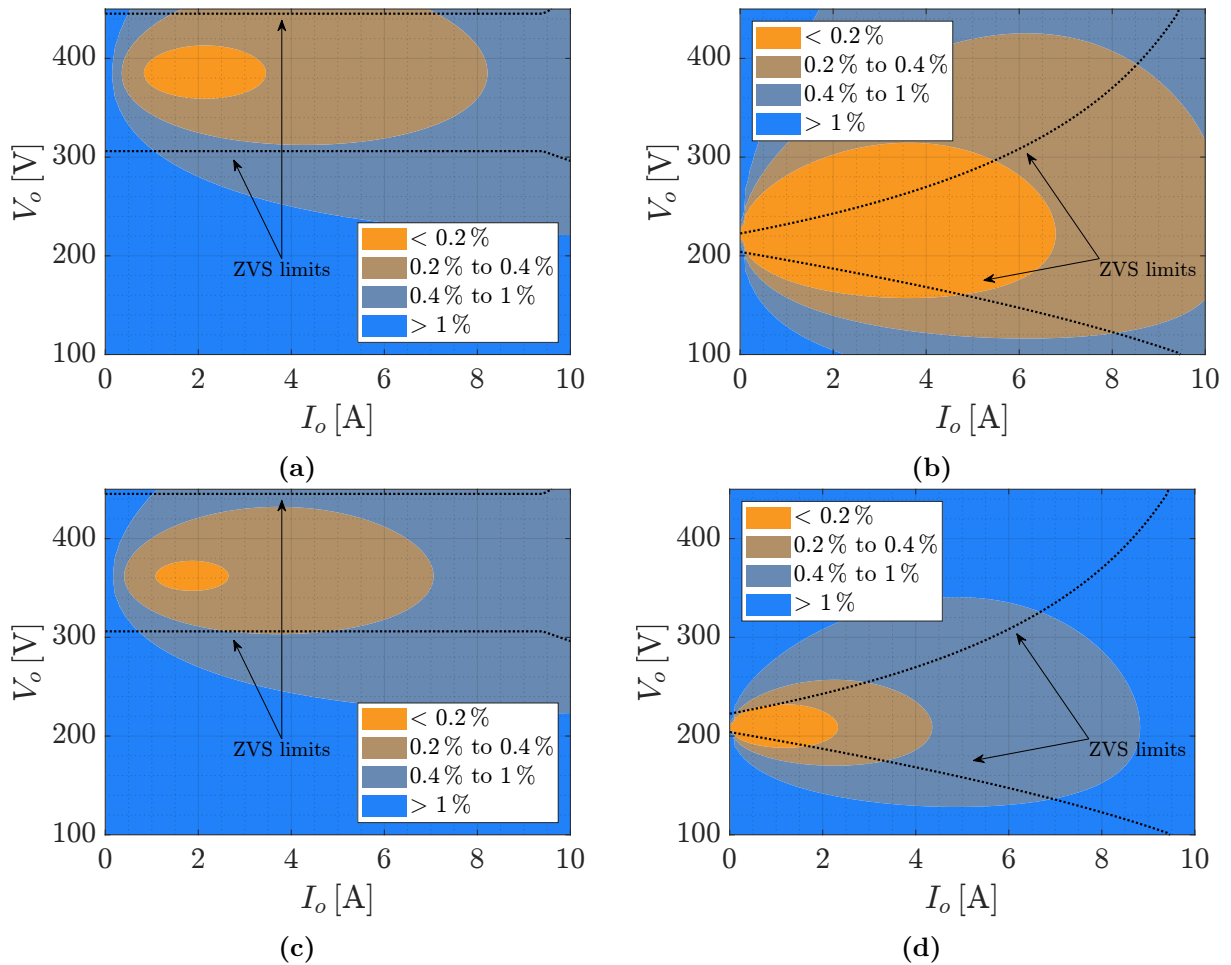 400
300
200
100
V_o [V]
ZVS limits
< 0.2 %
0.2 % to 0.4 %
0.4 % to 1 %
> 1 %
0 2 4 6 8 10
I_o [A]
(a)
400
300
200
100
V_o [V]
< 0.2 %
0.2 % to 0.4 %
0.4 % to 1 %
> 1 %
ZVS limits
0 2 4 6 8 10
I_o [A]
(b)
400
300
200
100
V_o [V]
ZVS limits
< 0.2 %
0.2 % to 0.4 %
0.4 % to 1 %
> 1 %
0 2 4 6 8 10
I_o [A]
(c)
400
300
200
100
V_o [V]
< 0.2 %
0.2 % to 0.4 %
0.4 % to 1 %
> 1 %
ZVS limits
0 2 4 6 8 10
I_o [A]
(d)